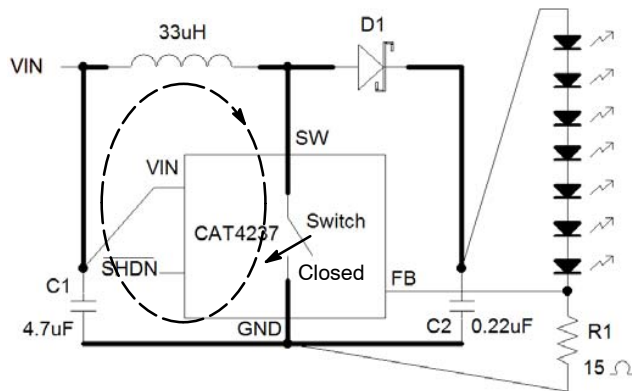 33uH
D1
VIN
SW
VIN
CAT4237
Switch
SHDN
Closed
C1
FB
4.7uF
GND
C2 0.22uF
R1
15 Ω